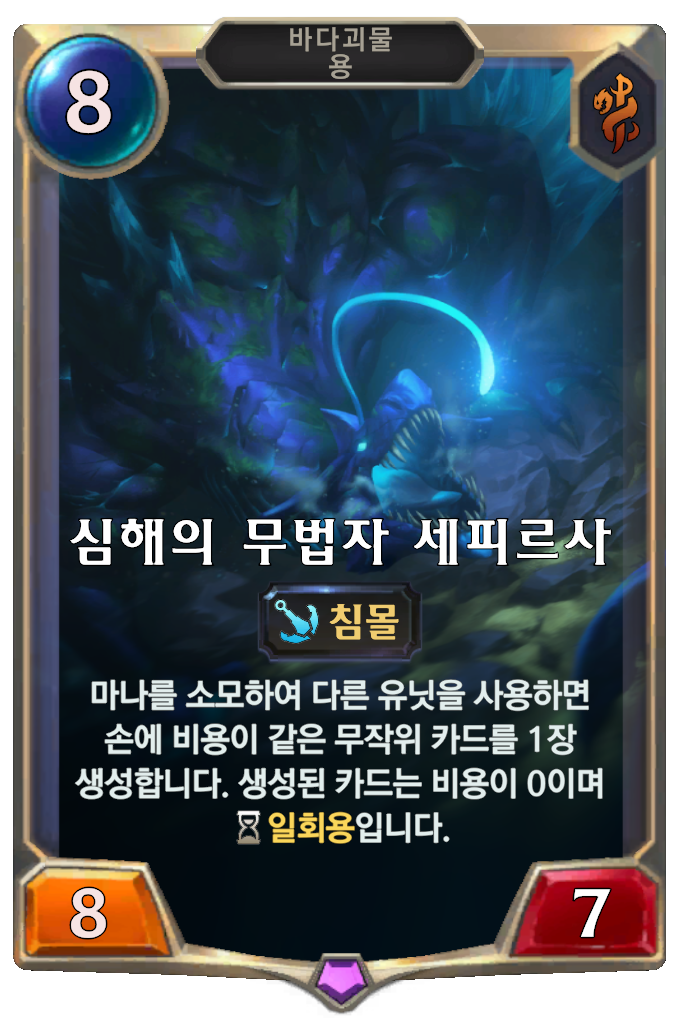 바다괴물
용
8
심해의 무법자 세피르사
침몰
마나를 소모하여 다른 유닛을 사용하면
손에 비용이 같은 무작위 카드를 1장
생성합니다. 생성된 카드는 비용이 0이며
일회용입니다.
8
7